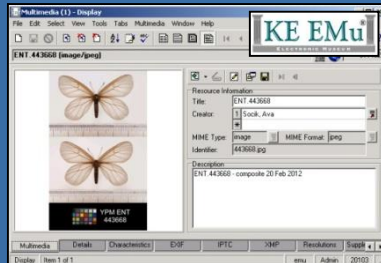 Multimedia (1) - Display
File Edit Select View Tools Tabs Multimedia Window Help
KE EMu
ELECTRONIC MUSEUM
ENT.443668 (image/jpeg)
Resource Information
Title: ENT.443668
Creator: 1 Socik, Ava
MIME Type: image MIME Format: jpeg
Identifier: 443668.jpg
Description
ENT.443668 - composite 20 Feb 2012
YPM ENT
443668
Multimedia Details Characteristics EXIF IPTC XMP Resolutions Supple
Display Item 1 of 1 emu Admin 20103